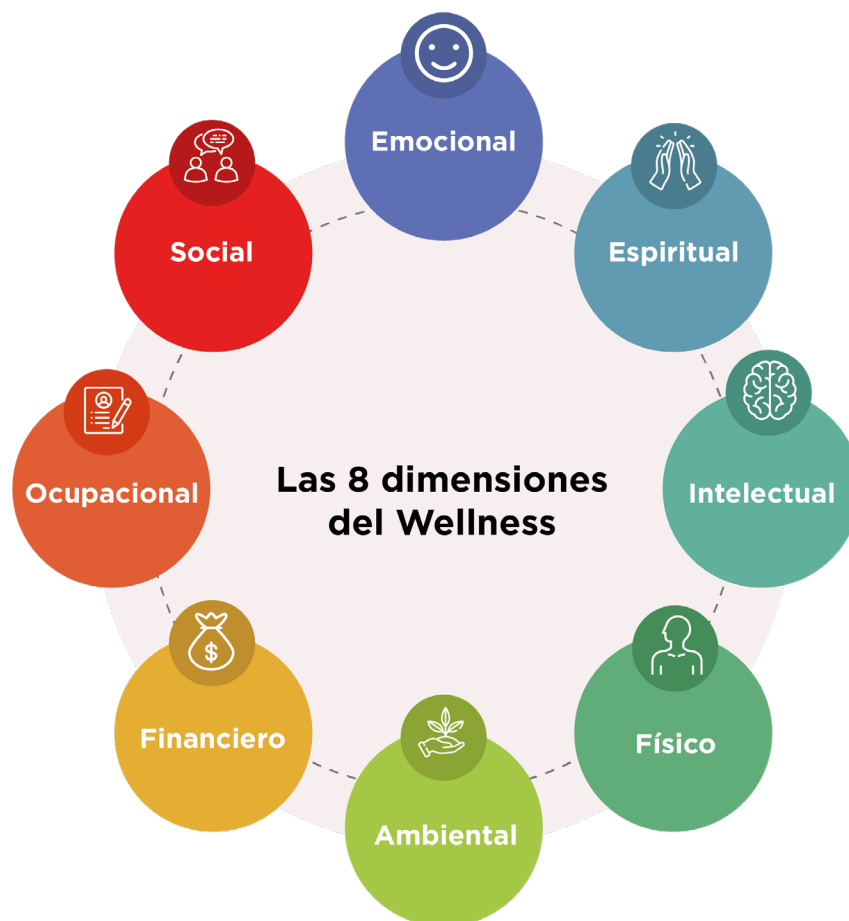 Emocional
Espiritual
Intelectual
Físico
Ambiental
Financiero
Ocupacional
Social
Las 8 dimensiones
del Wellness
$